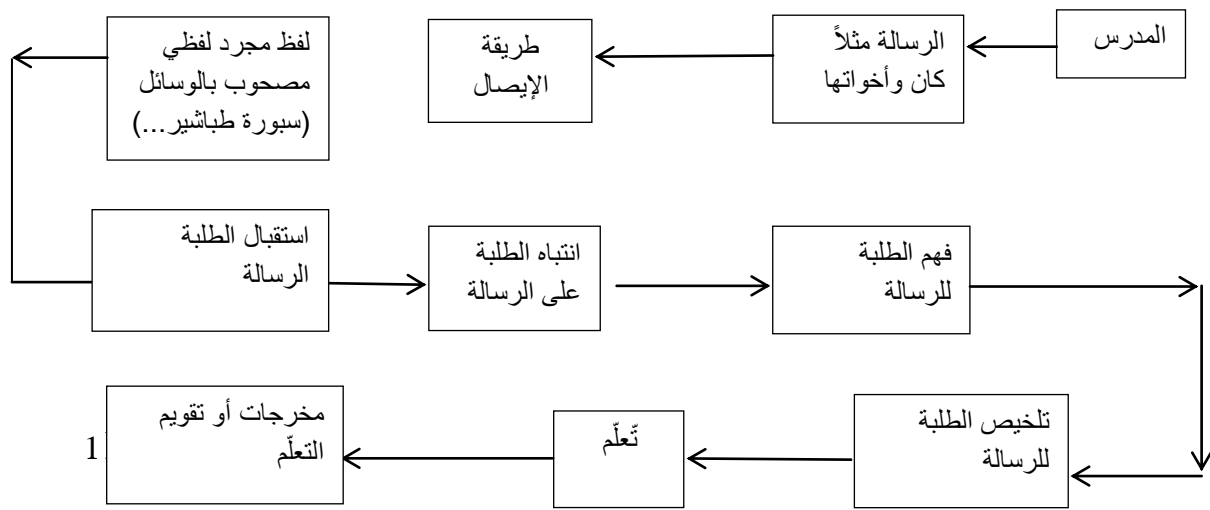 المدرس
الرسالة مثلاً
كان وأخواتها
طريقة
الإيصال
لفظ مجرد لفظي
مصحوب بالوسائل
(سبورة طباشير...)
استقبال الطلبة
الرسالة
انتباه الطلبة
على الرسالة
فهم الطلبة
للرسالة
تلخيص الطلبة
للرسالة
تّعلّم
مخرجات أو تقويم
التعلّم
1